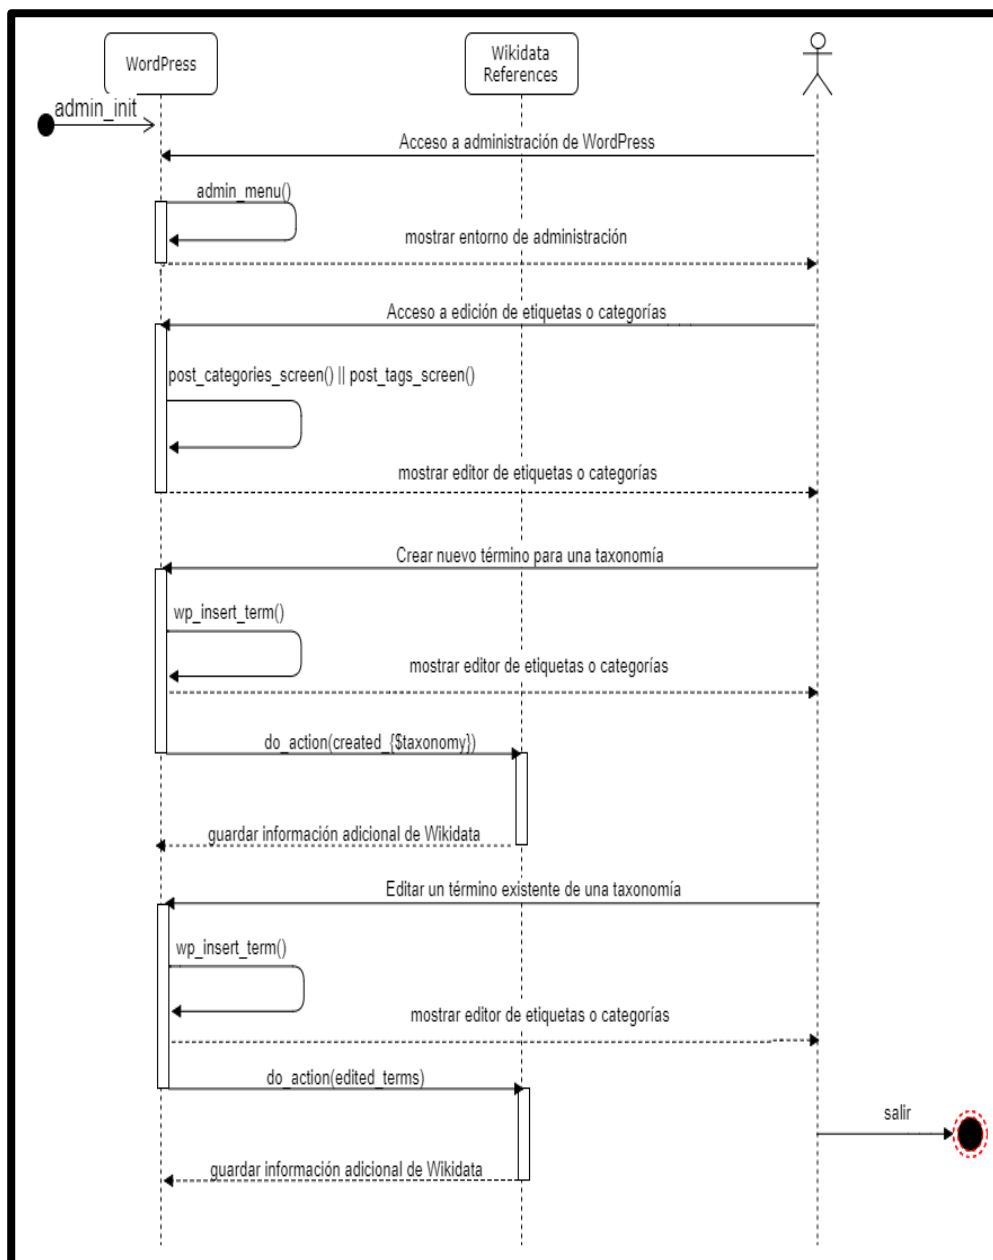 WordPress
Wikidata
References
admin_init
Acceso a administración de WordPress
admin_menu()
mostrar entorno de administración
Acceso a edición de etiquetas o categorías
post_categories_screen() || post_tags_screen()
mostrar editor de etiquetas o categorías
Crear nuevo término para una taxonomía
wp_insert_term()
mostrar editor de etiquetas o categorías
do_action(created_{$taxonomy})
guardar información adicional de Wikidata
Editar un término existente de una taxonomía
wp_insert_term()
mostrar editor de etiquetas o categorías
do_action(edited_terms)
salir
guardar información adicional de Wikidata